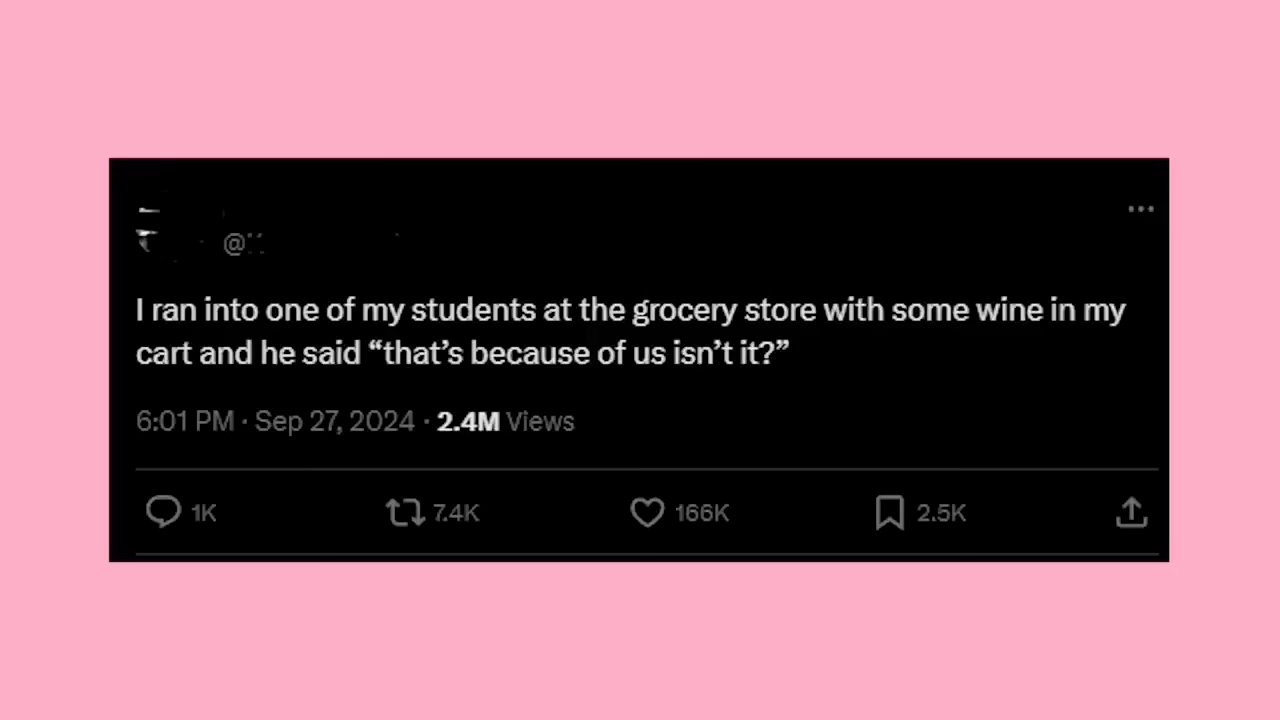 @
I ran into one of my students at the grocery store with some wine in my
cart and he said “that’s because of us isn’t it?”
6:01 PM · Sep 27, 2024 · 2.4M Views
1K 7.4K 166K 2.5K